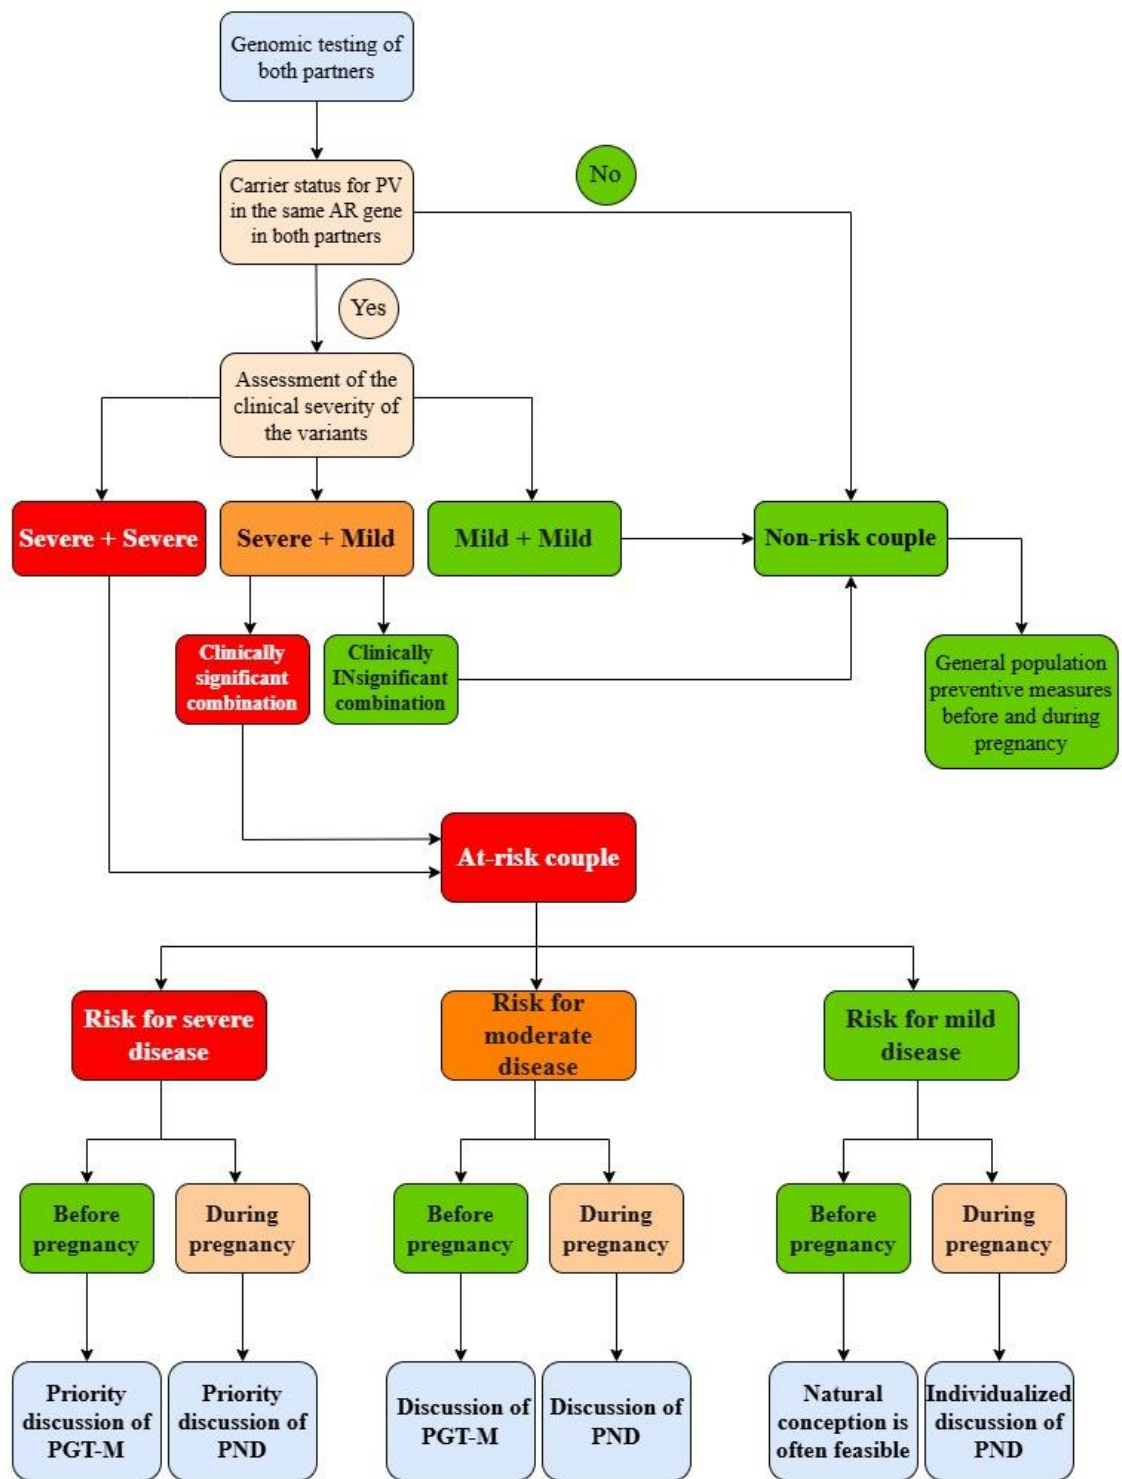 Genomic testing of
both partners
No
Carrier status for PV
in the same AR gene
in both partners
Yes
Assessment of the
clinical severity of
the variants
Severe + Severe
Severe + Mild
Mild + Mild
Non-risk couple
Clinically
significant
combination
Clinically
INsignificant
combination
General population
preventive measures
before and during
pregnancy
At-risk couple
Risk for severe
disease
Risk for
moderate
disease
Risk for mild
disease
Before
pregnancy
During
pregnancy
Before
pregnancy
During
pregnancy
Before
pregnancy
During
pregnancy
Priority
discussion of
PGT-M
Priority
discussion of
PND
Discussion of
PGT-M
Discussion of
PND
Natural
conception is
often feasible
Individualized
discussion of
PND